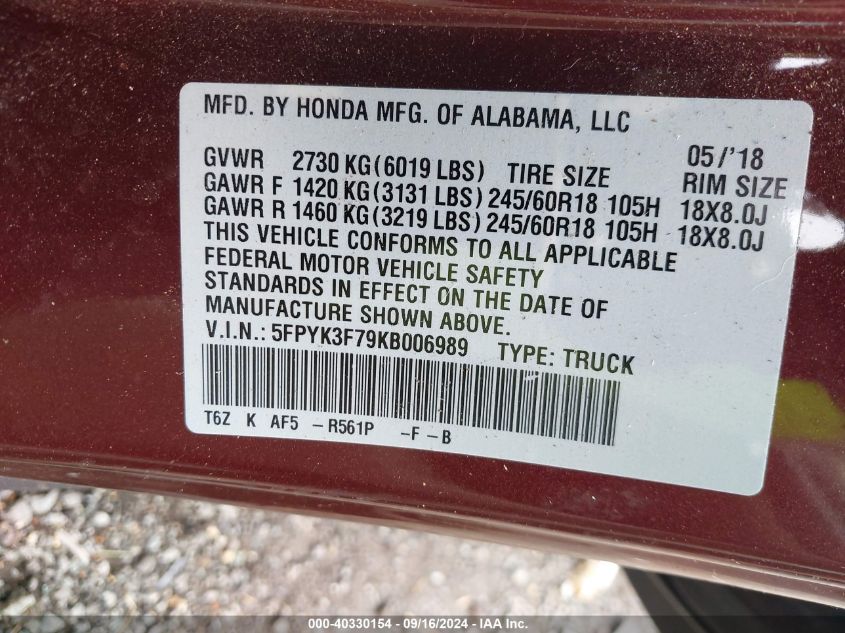 MFD. BY HONDA MFG. OF ALABAMA, LLC
05/'18
GVWR 2730 KG(6019 LBS) TIRE SIZE RIM SIZE
GAWR F 1420 KG(3131 LBS) 245/60R18 105H 18X8.0J
GAWR R 1460 KG(3219 LBS) 245/60R18 105H 18X8.0J
THIS VEHICLE CONFORMS TO ALL APPLICABLE
FEDERAL MOTOR VEHICLE SAFETY
STANDARDS IN EFFECT ON THE DATE OF
MANUFACTURE SHOWN ABOVE.
V.I.N.: 5FPYK3F79KB006989 TYPE: TRUCK
T6Z K AF5 -R561P -F-B
000-40330154 - 09/16/2024 - IAA Inc.